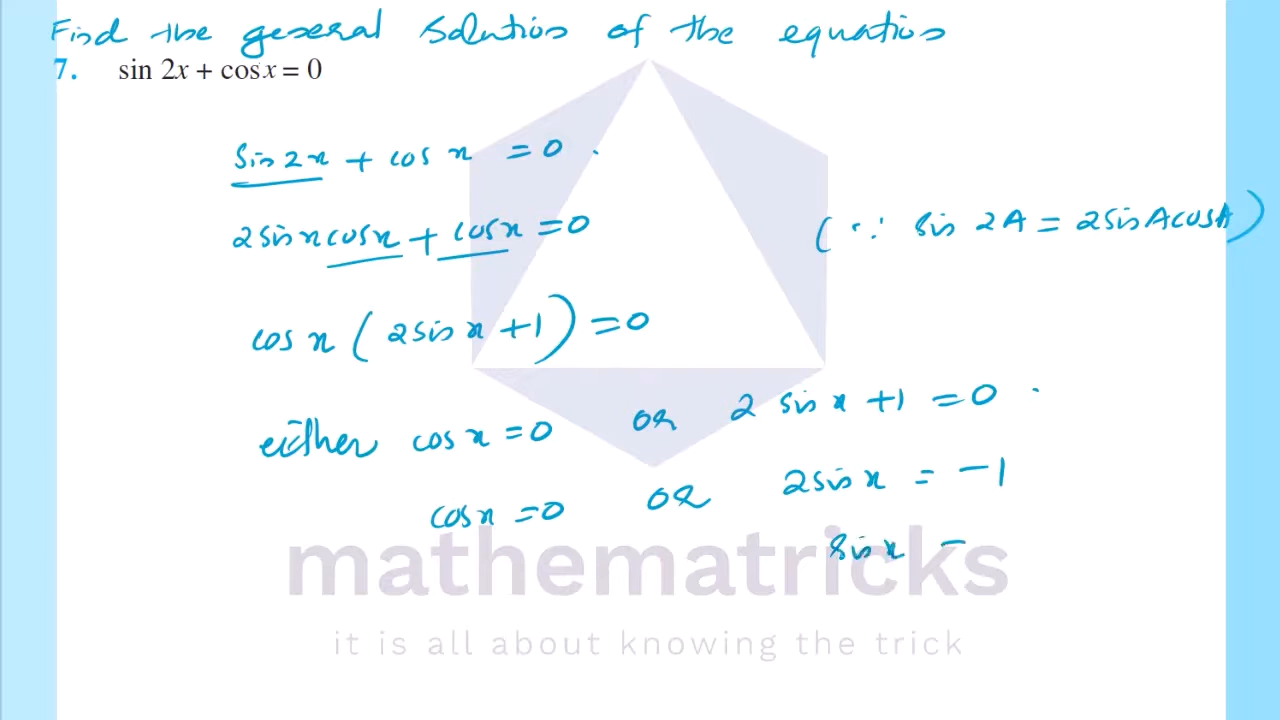 Find the general solution of the equation
7. sin 2x + cos x = 0
sin 2x + cos x = 0 .
2 sin x cos x + cos x = 0 (∵ sin 2A = 2 sin A cos A)
cos x (2 sin x + 1) = 0
either cos x = 0 or 2 sin x + 1 = 0 .
cos x = 0 or 2 sin x = -1
sin x -
mathematricks
it is all about knowing the trick